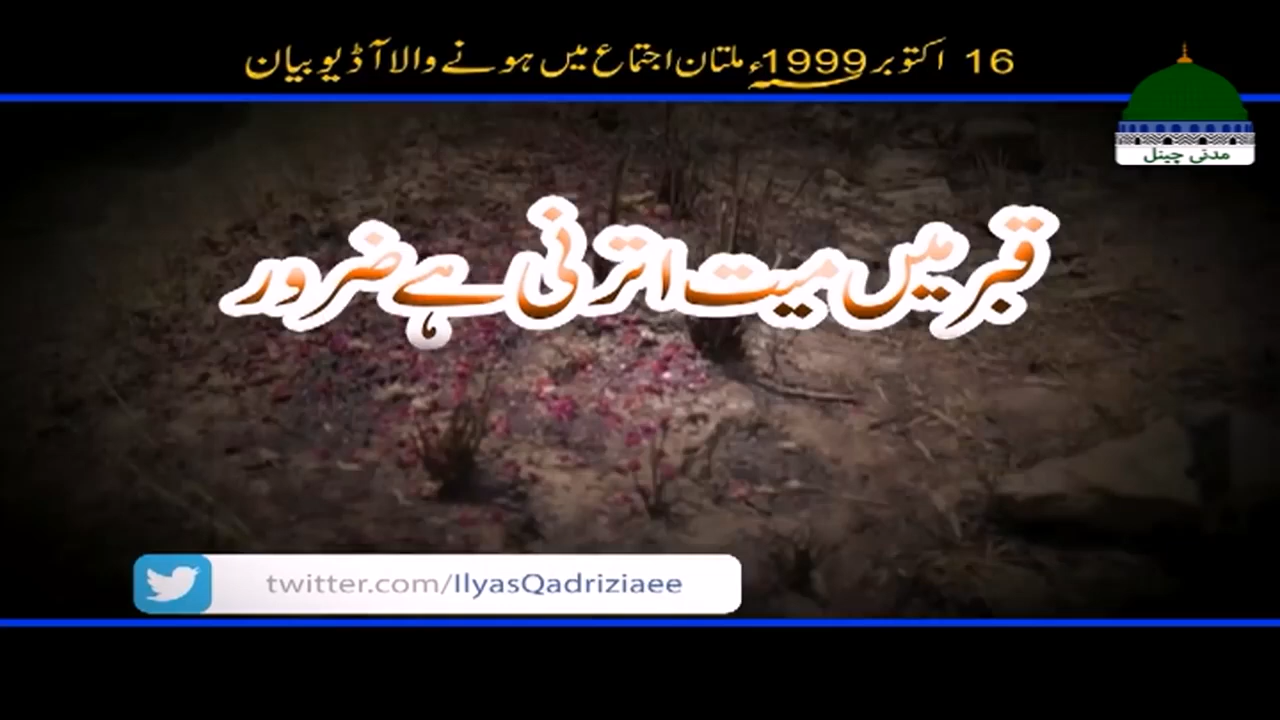 16 اکتوبر 1999ء ملتان اجتماع میں ہونے والا آڈیو بیان
مدنی چینل
قبر میں میت اترنی ہے ضرور
twitter.com/IlyasQadriziaee